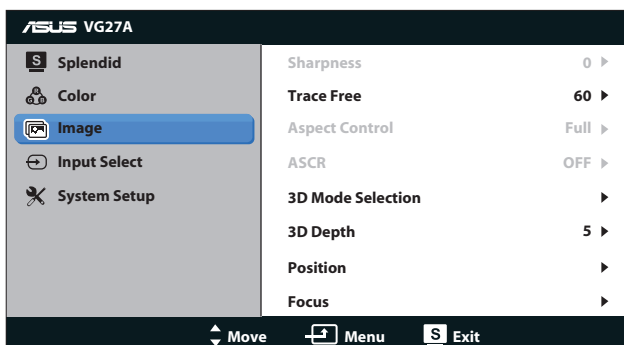 ASUS VG27A
S Splendid
Color
Image
Input Select
System Setup
Sharpness 0
Trace Free 60
Aspect Control Full
ASCR OFF
3D Mode Selection
3D Depth 5
Position
Focus
Move Menu S Exit